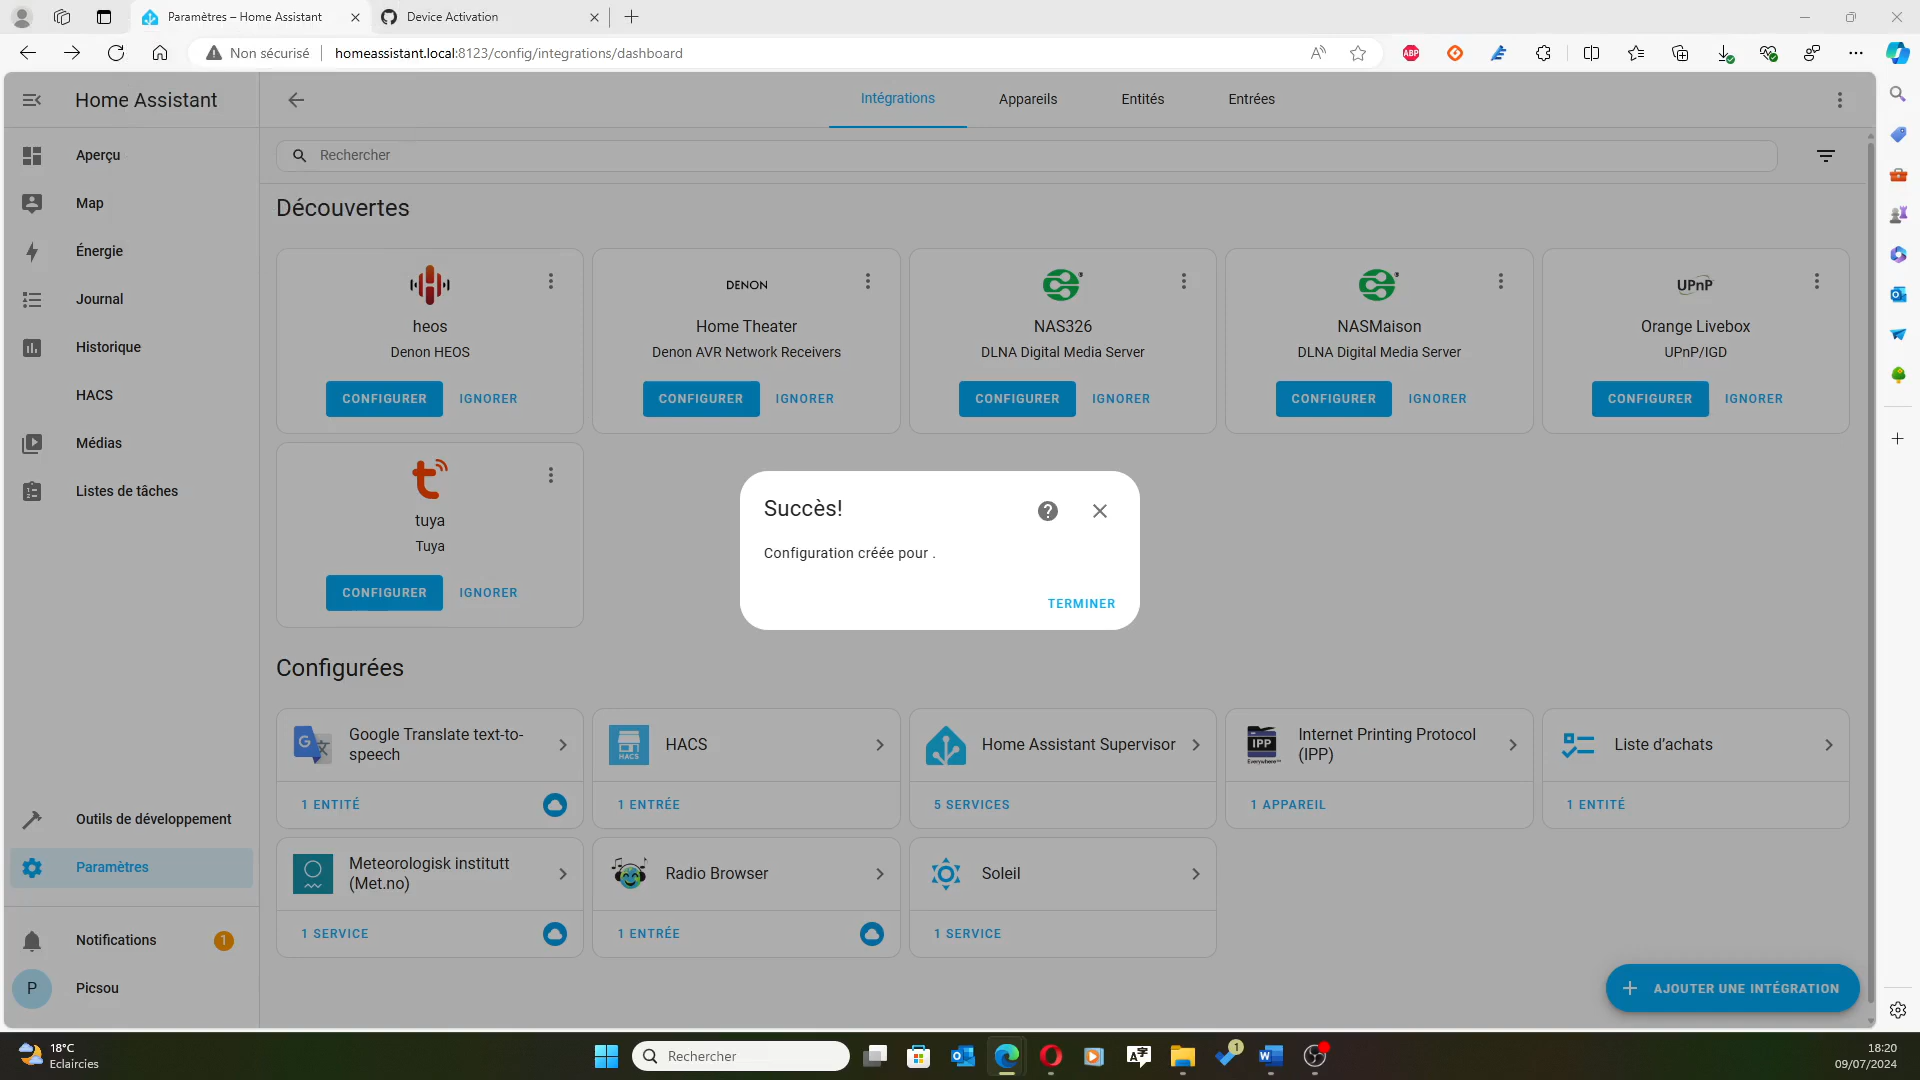 Paramètres – Home Assistant
Device Activation
Non sécurisé
homeassistant.local:8123/config/integrations/dashboard
ABP
Home Assistant
Intégrations
Appareils
Entités
Entrées
Aperçu
Map
Énergie
Journal
Historique
HACS
Médias
Listes de tâches
Outils de développement
Paramètres
Notifications
1
P
Picsou
Rechercher
Découvertes
heos
Denon HEOS
CONFIGURER
IGNORER
DENON
Home Theater
Denon AVR Network Receivers
CONFIGURER
IGNORER
NAS326
DLNA Digital Media Server
CONFIGURER
IGNORER
NASMaison
DLNA Digital Media Server
CONFIGURER
IGNORER
UPnP
Orange Livebox
UPnP/IGD
CONFIGURER
IGNORER
tuya
Tuya
CONFIGURER
IGNORER
Succès!
Configuration créée pour .
TERMINER
Configurées
Google Translate text-to-
speech
1 ENTITÉ
HACS
HACS
1 ENTRÉE
Home Assistant Supervisor
5 SERVICES
IPP
Everywhere
Internet Printing Protocol
(IPP)
1 APPAREIL
Liste d'achats
1 ENTITÉ
Meteorologisk institutt
(Met.no)
1 SERVICE
Radio Browser
1 ENTRÉE
Soleil
1 SERVICE
AJOUTER UNE INTÉGRATION
18°C
Eclaircies
Rechercher
1
18:20
09/07/2024